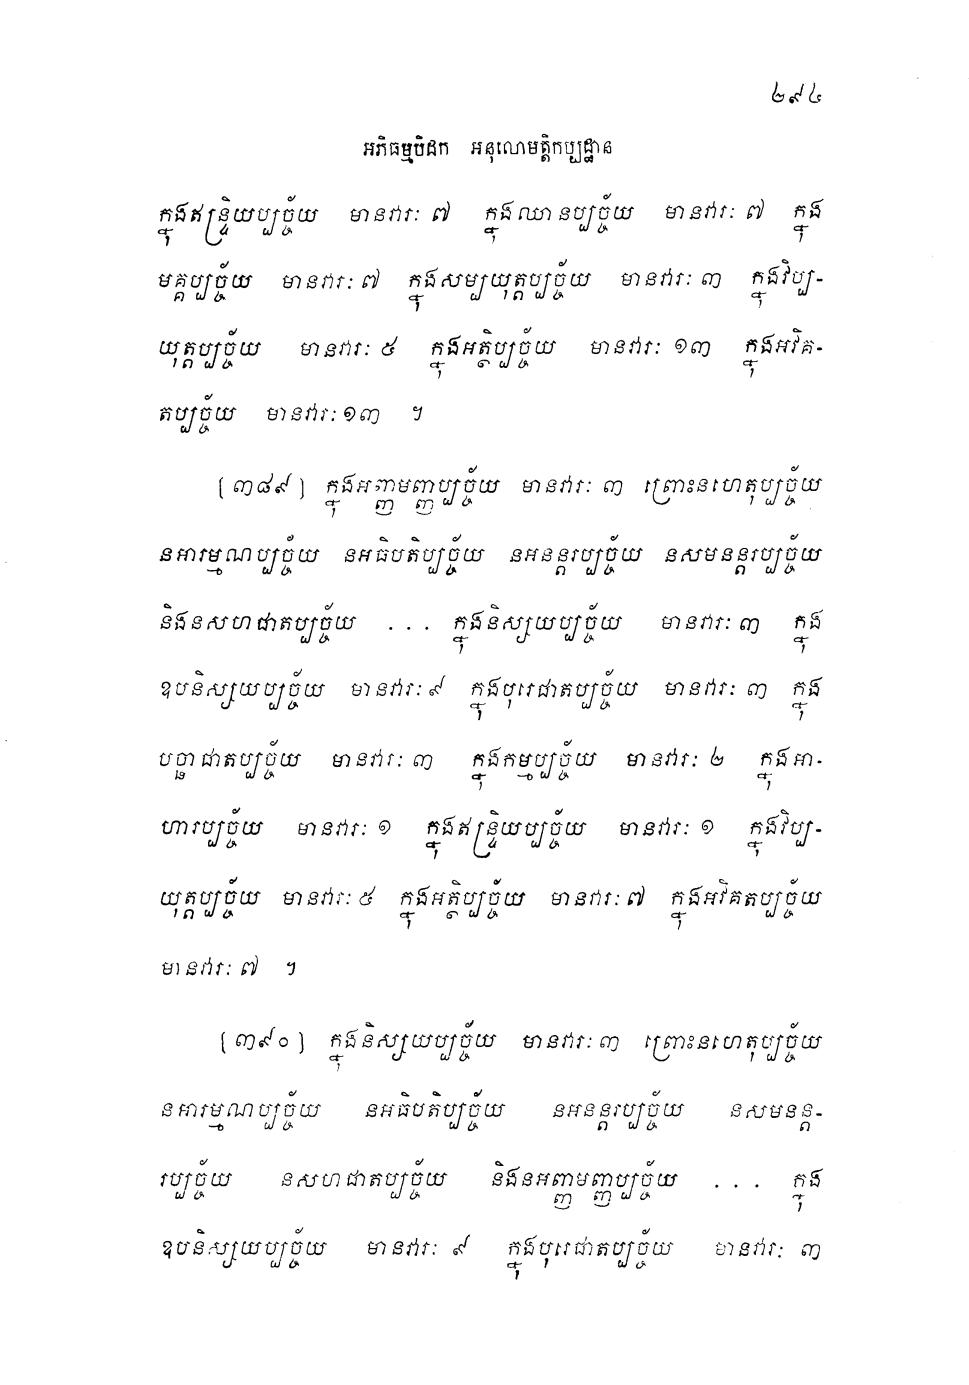 ២៩៤
អភិធម្មបិដក អនុលោមត្តិកប្បដ្ឋាន
ក្នុងឥន្ទ្រិយប្បច្ច័យ មានវារៈ ៧ ក្នុងឈានប្បច្ច័យ មានវារៈ ៧ ក្នុង
មគ្គប្បច្ច័យ មានវារៈ ៧ ក្នុងសម្បយុត្តប្បច្ច័យ មានវារៈ ៣ ក្នុងវិប្ប-
យុត្តប្បច្ច័យ មានវារៈ ៥ ក្នុងអត្ថិប្បច្ច័យ មានវារៈ ១៣ ក្នុងអវិគ-
តប្បច្ច័យ មានវារៈ ១៣ ។
(៣៨៩) ក្នុងអញ្ញាមញ្ញប្បច្ច័យ មានវារៈ ៣ ព្រោះនហេតុប្បច្ច័យ
នអារម្មណប្បច្ច័យ នអធិបតិប្បច្ច័យ នអនន្តរប្បច្ច័យ នសមនន្តរប្បច្ច័យ
និងនសហជាតប្បច្ច័យ ... ក្នុងនិស្សយប្បច្ច័យ មានវារៈ ៣ ក្នុង
ឧបនិស្សយប្បច្ច័យ មានវារៈ ៩ ក្នុងបុរេជាតប្បច្ច័យ មានវារៈ ៣ ក្នុង
បច្ឆាជាតប្បច្ច័យ មានវារៈ ៣ ក្នុងកម្មប្បច្ច័យ មានវារៈ ២ ក្នុងអា-
ហារប្បច្ច័យ មានវារៈ ១ ក្នុងឥន្ទ្រិយប្បច្ច័យ មានវារៈ ១ ក្នុងវិប្ប-
យុត្តប្បច្ច័យ មានវារៈ ៥ ក្នុងអត្ថិប្បច្ច័យ មានវារៈ ៧ ក្នុងអវិគតប្បច្ច័យ
មានវារៈ ៧ ។
(៣៩០) ក្នុងនិស្សយប្បច្ច័យ មានវារៈ ៣ ព្រោះនហេតុប្បច្ច័យ
នអារម្មណប្បច្ច័យ នអធិបតិប្បច្ច័យ នអនន្តរប្បច្ច័យ នសមនន្ត-
រប្បច្ច័យ នសហជាតប្បច្ច័យ និងនអញ្ញាមញ្ញប្បច្ច័យ ... ក្នុង
ឧបនិស្សយប្បច្ច័យ មានវារៈ ៩ ក្នុងបុរេជាតប្បច្ច័យ មានវារៈ ៣